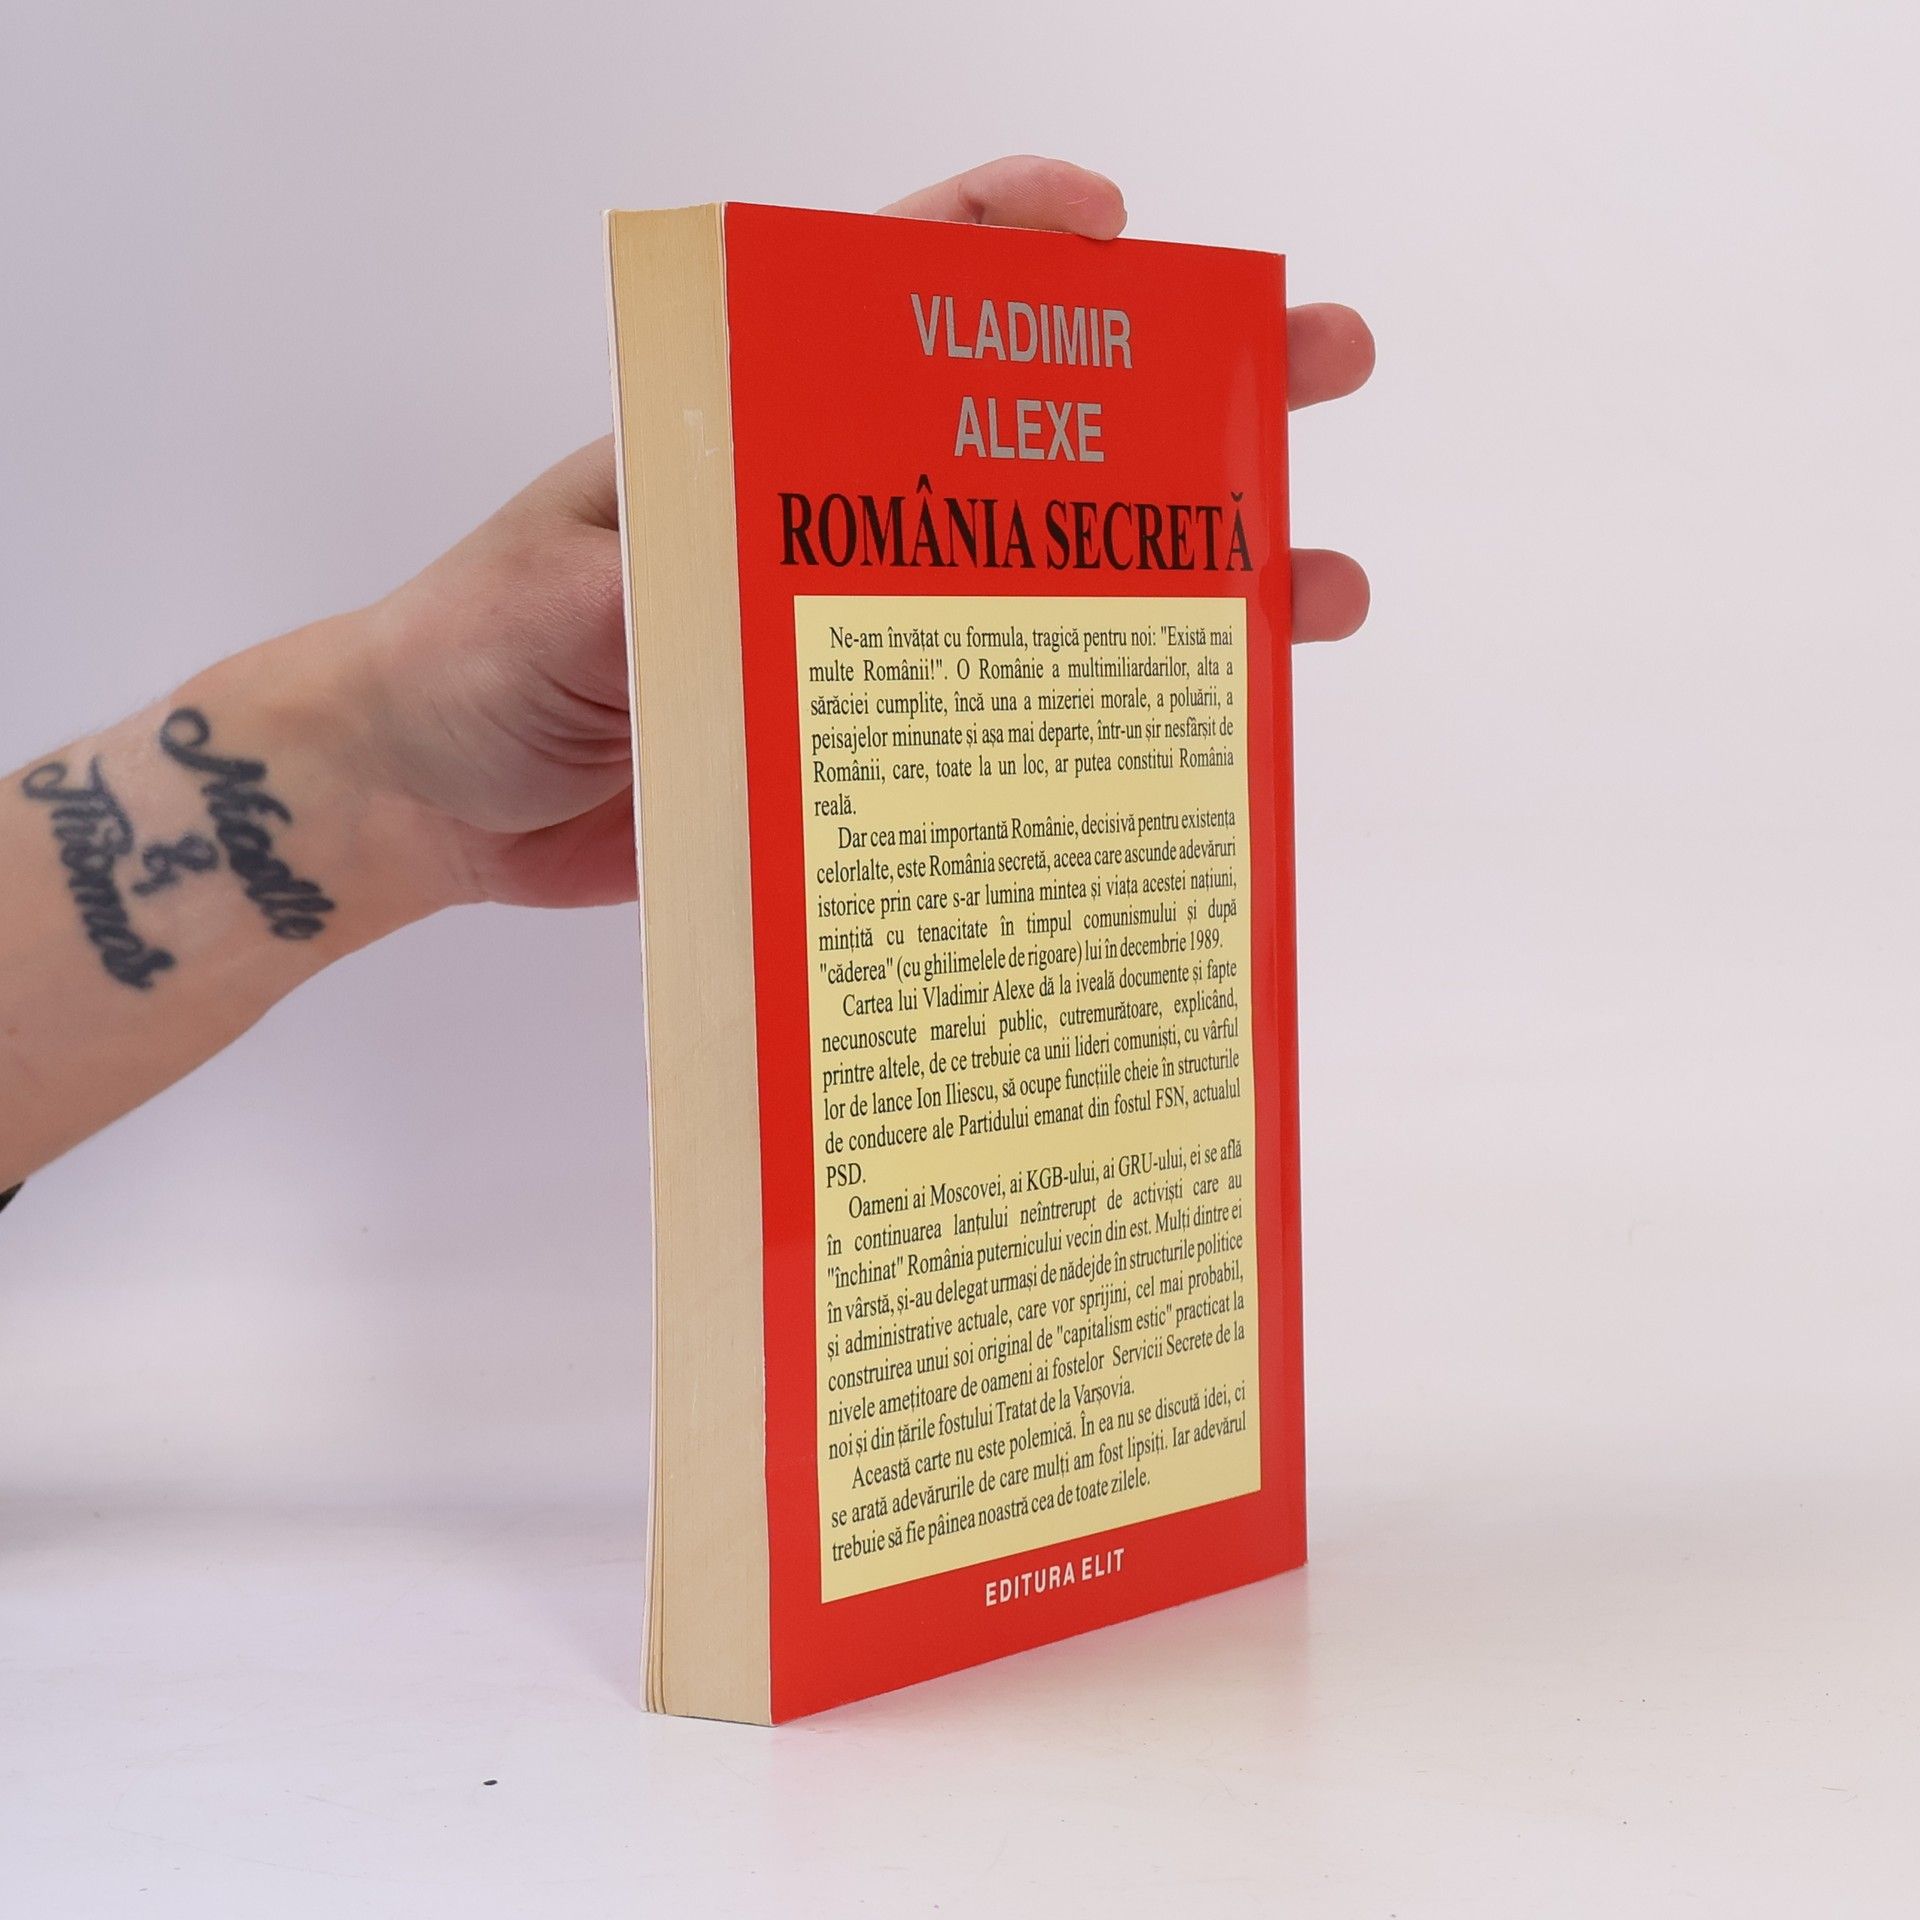 VLADIMIR
ALEXE
ROMÂNIA SECRETĂ
Ne-am învățat cu formula, tragică pentru noi: "Există mai
multe Românii!". O Românie a multimiliardarilor, alta a
sărăciei cumplite, încă una a mizeriei morale, a poluării, a
peisajelor minunate și așa mai departe, într-un șir nesfârșit de
Românii, care, toate la un loc, ar putea constitui România
reală.
Dar cea mai importantă Românie, decisivă pentru existența
celorlalte, este România secretă, aceea care ascunde adevăruri
istorice prin care s-ar lumina mintea și viața acestei națiuni,
mințită cu tenacitate în timpul comunismului și după
"căderea" (cu ghilimelele de rigoare) lui în decembrie 1989.
Cartea lui Vladimir Alexe dă la iveală documente și fapte
necunoscute marelui public, cutremurătoare, explicând,
printre altele, de ce trebuie ca unii lideri comuniști, cu vârful
lor de lance Ion Iliescu, să ocupe funcțiile cheie în structurile
de conducere ale Partidului emanat din fostul FSN, actualul
PSD.
Oameni ai Moscovei, ai KGB-ului, ai GRU-ului, ei se află
în continuarea lanțului neîntrerupt de activiști care au
"închinat" România puternicului vecin din est. Mulți dintre ei
în vârstă, și-au delegat urmași de nădejde în structurile politice
și administrative actuale, care vor sprijini, cel mai probabil,
construirea unui soi original de "capitalism estic" practicat la
nivele amețitoare de oameni ai fostelor Servicii Secrete de la
noi și din țările fostului Tratat de la Varșovia.
Această carte nu este polemică. În ea nu se discută idei, ci
se arată adevărurile de care mulți am fost lipsiți. Iar adevărul
trebuie să fie pâinea noastră cea de toate zilele.
EDITURA ELIT
&
Thomas